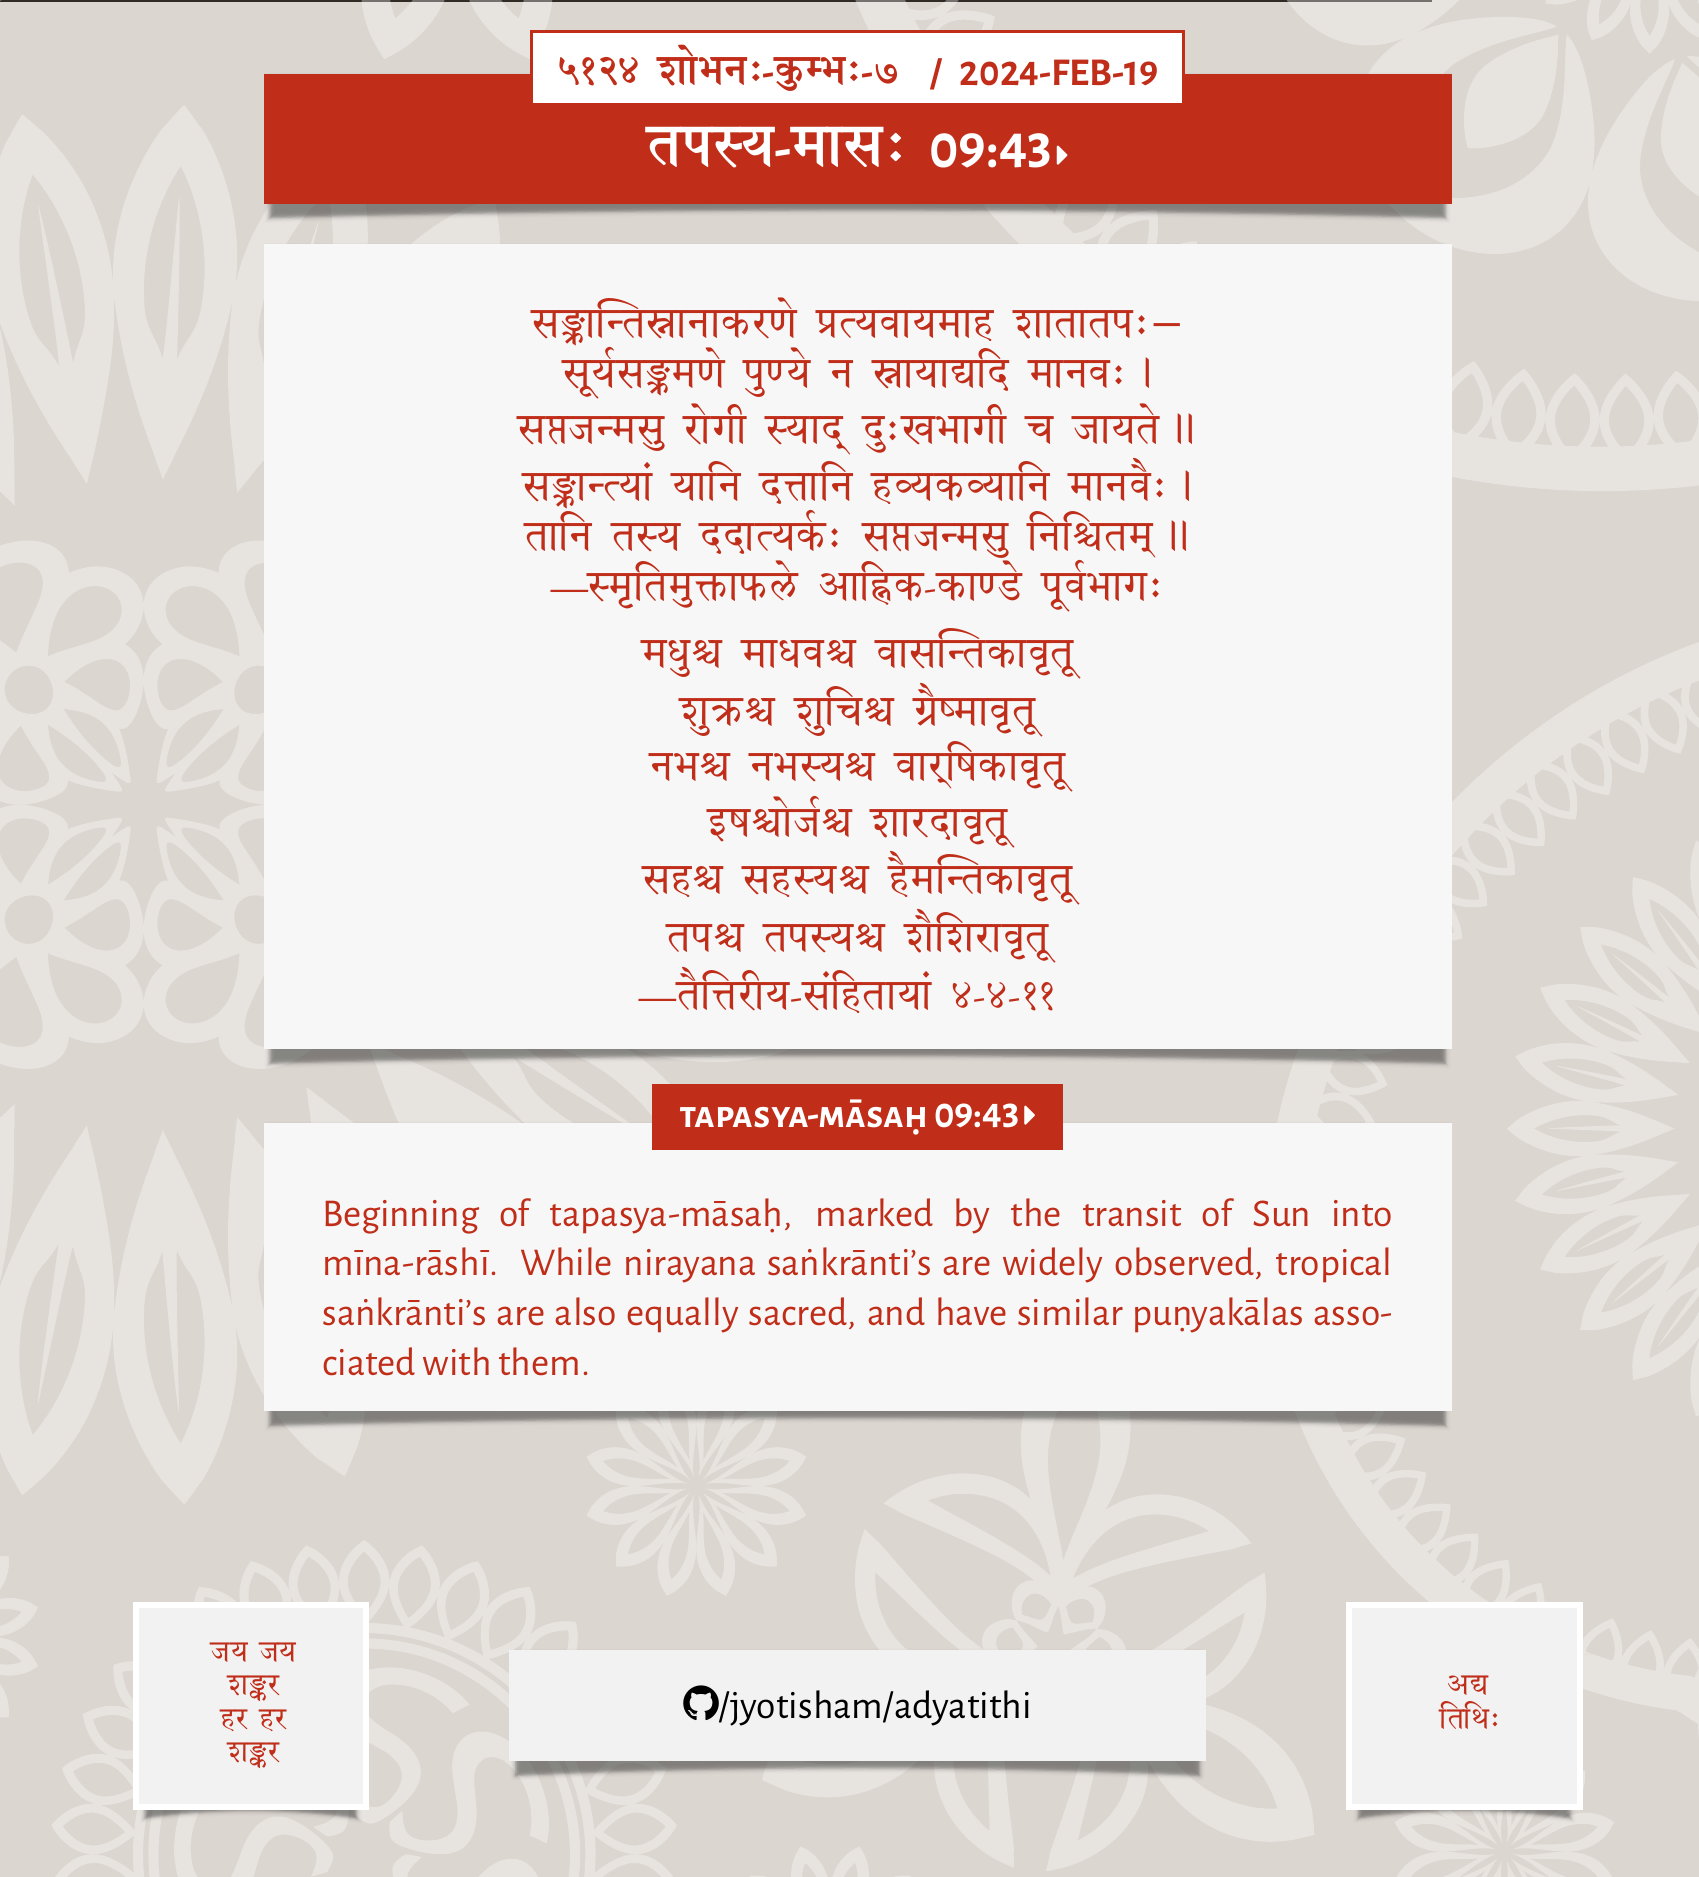 ५१२४ शोभनः-कुम्भः-७ / 2024-FEB-19
तपस्य-मासः 09:43
सङ्क्रान्तिस्नानाकरणे प्रत्यवायमाह शातातपः–
सूर्यसङ्क्रमणे पुण्ये न स्नायाद्यदि मानवः।
सप्तजन्मसु रोगी स्याद् दुःखभागी च जायते॥
सङ्क्रान्त्यां यानि दत्तानि हव्यकव्यानि मानवैः।
तानि तस्य ददात्यर्कः सप्तजन्मसु निश्चितम्॥
—स्मृतिमुक्ताफले आह्निक-काण्डे पूर्वभागः
मधुश्च माधवश्च वासन्तिकावृतू
शुक्रश्च शुचिश्च ग्रैष्मावृतू
नभश्च नभस्यश्च वार्‌षिकावृतू
इषश्चोर्जश्च शारदावृतू
सहश्च सहस्यश्च हैमन्तिकावृतू
तपश्च तपस्यश्च शैशिरावृतू
—तैत्तिरीय-संहितायां ४-४-११
TAPASYA-MĀSAḤ 09:43
Beginning of tapasya-māsaḥ, marked by the transit of Sun into
mīna-rāshī. While nirayana saṅkrānti’s are widely observed, tropical
saṅkrānti’s are also equally sacred, and have similar puṇyakālas asso-
ciated with them.
जय जय
शङ्कर
हर हर
शङ्कर
/jyotisham/adyatithi
अद्य
तिथिः